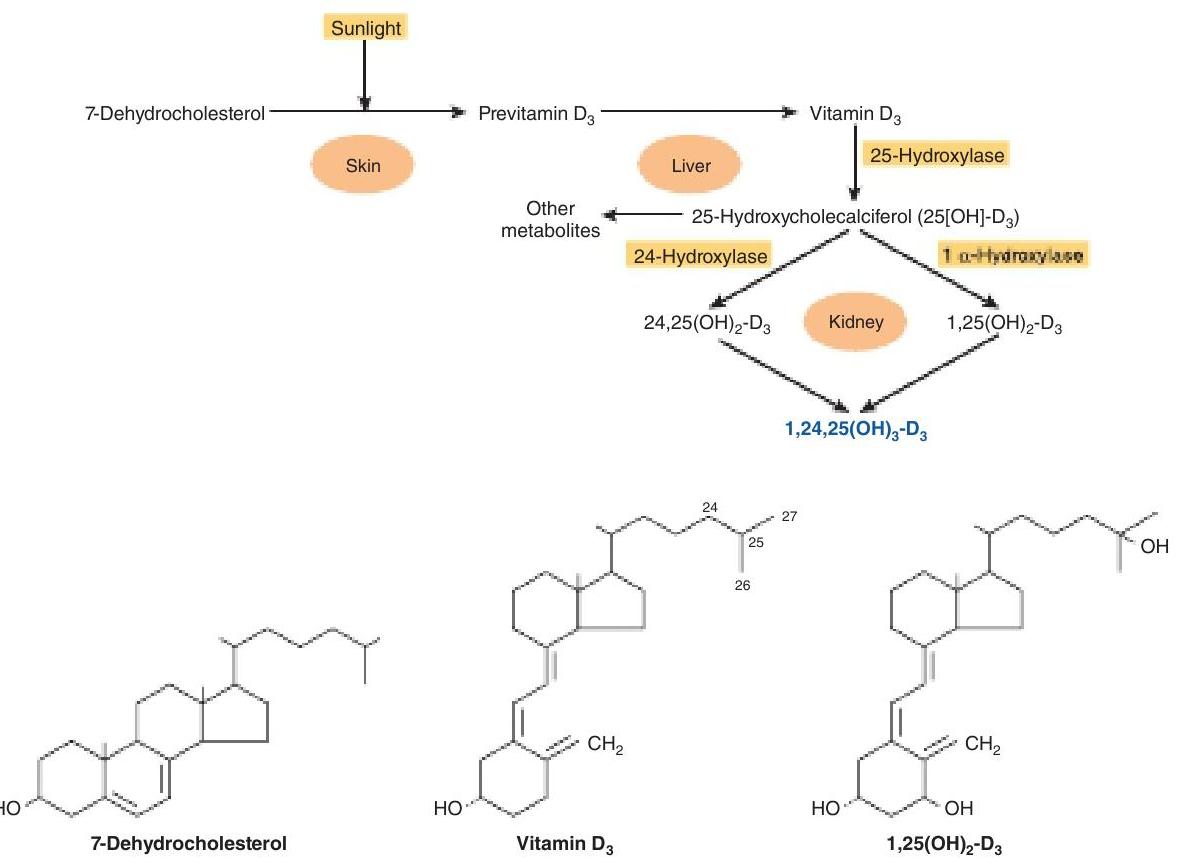 Sunlight
7-Dehydrocholesterol
Previtamin D₃
Vitamin D₃
Skin
Liver
25-Hydroxylase
Other
metabolites
25-Hydroxycholecalciferol (25[OH]-D₃)
24-Hydroxylase
1 α-Hydroxylase
24,25(OH)₂-D₃
Kidney
1,25(OH)₂-D₃
1,24,25(OH)₃-D₃
24
27
25
26
OH
CH₂
CH₂
HO
HO
HO
OH
7-Dehydrocholesterol
Vitamin D₃
1,25(OH)₂-D₃